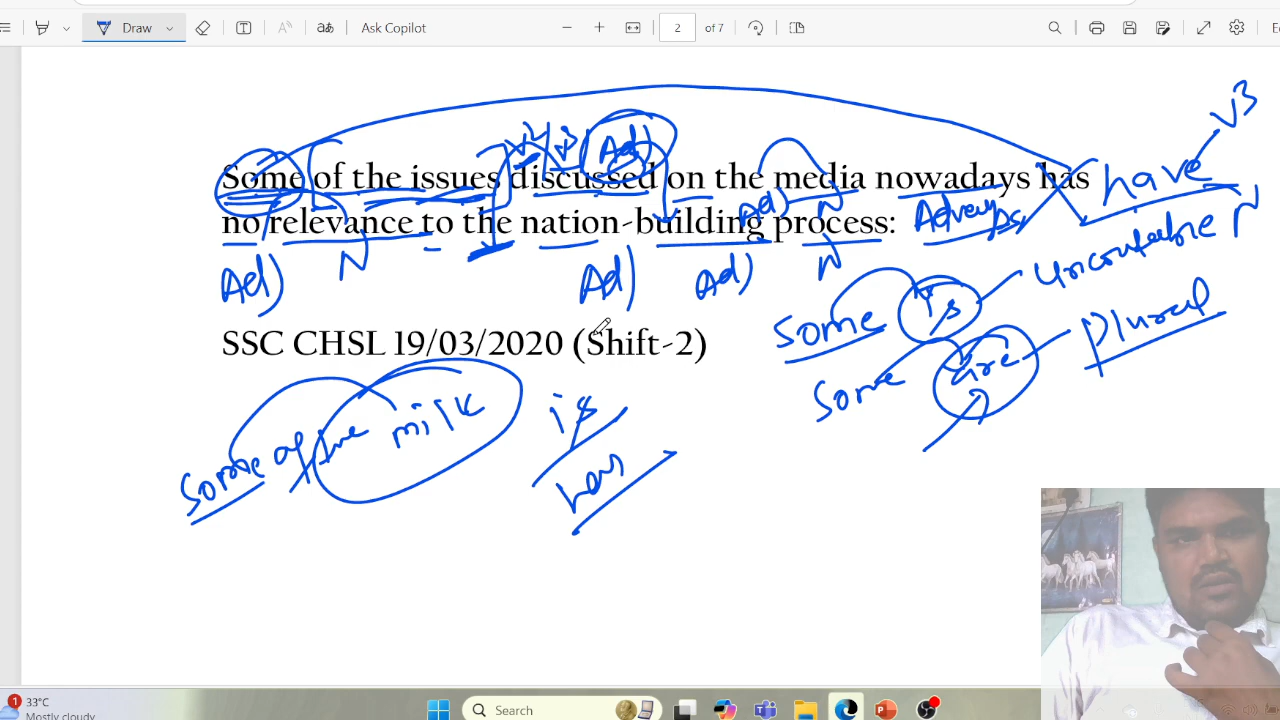 Draw
Ask Copilot
2 of 7
V3
Adj
Some of the issues discussed on the media nowadays has have
Adj N
no relevance to the nation-building process: Adverbs
Adj N Adj Adj N
Some is uncountable N
SSC CHSL 19/03/2020 (Shift-2)
Some are Plural
Some of the milk is
has
1
33°C
Mostly cloudy
Search